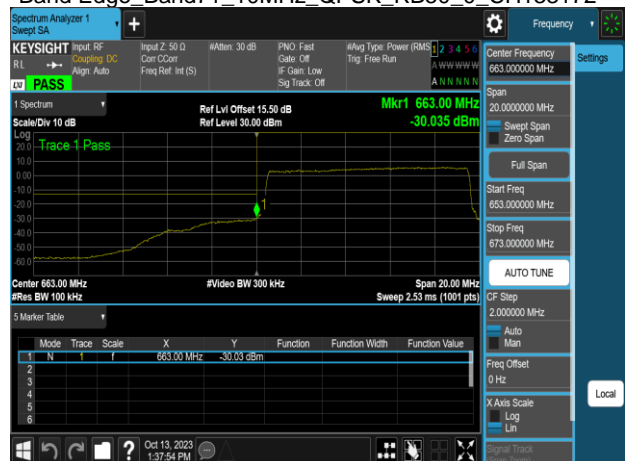 Spectrum Analyzer 1
Swept SA
+
Frequency
KEYSIGHT
RL
Input: RF
Coupling: DC
Align: Auto
Input Z: 50 Ω
Corr CCorr
Freq Ref: Int (S)
#Atten: 30 dB
PNO: Fast
Gate: Off
IF Gain: Low
Sig Track: Off
#Avg Type: Power (RMS
Trig: Free Run
1 2 3 4 5 6
A W W W W W
A N N N N N
LXI
PASS
1 Spectrum
Scale/Div 10 dB
Ref Lvl Offset 15.50 dB
Ref Level 30.00 dBm
Mkr1 663.00 MHz
-30.035 dBm
Log
Trace 1 Pass
20.0
10.0
0.00
-10.0
-20.0
-30.0
-40.0
-50.0
-60.0
1
Center 663.00 MHz
#Res BW 100 kHz
#Video BW 300 kHz
Span 20.00 MHz
Sweep 2.53 ms (1001 pts)
5 Marker Table
Mode Trace Scale X Y Function Function Width Function Value
1 N 1 f 663.00 MHz -30.03 dBm
2
3
4
5
6
Oct 13, 2023
1:37:54 PM
?
Center Frequency
663.000000 MHz
Settings
Span
20.0000000 MHz
Swept Span
Zero Span
Full Span
Start Freq
653.000000 MHz
Stop Freq
673.000000 MHz
AUTO TUNE
CF Step
2.000000 MHz
Auto
Man
Freq Offset
0 Hz
X Axis Scale
Log
Lin
Local
Signal Track